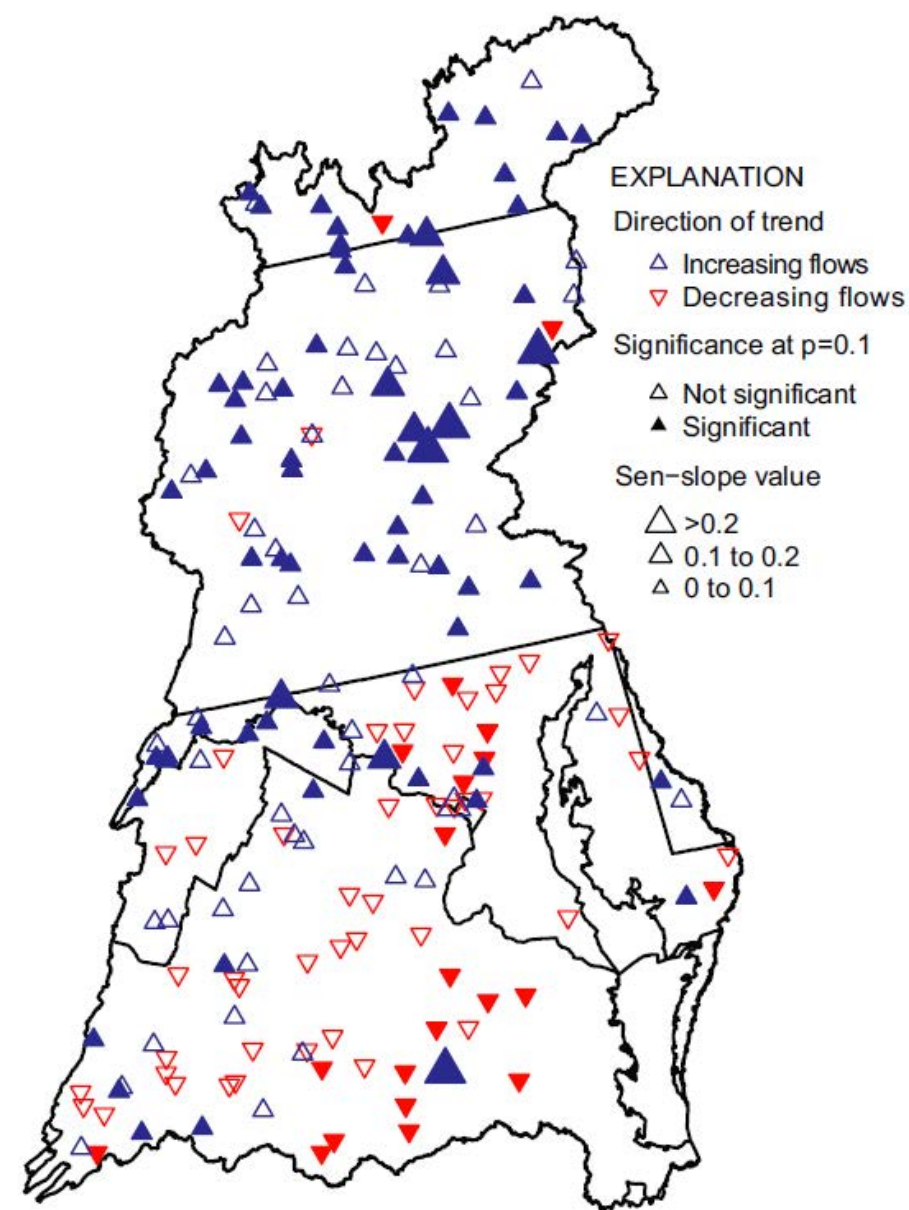 EXPLANATION
Direction of trend
Increasing flows
Decreasing flows
Significance at p=0.1
Not significant
Significant
Sen−slope value
>0.2
0.1 to 0.2
0 to 0.1